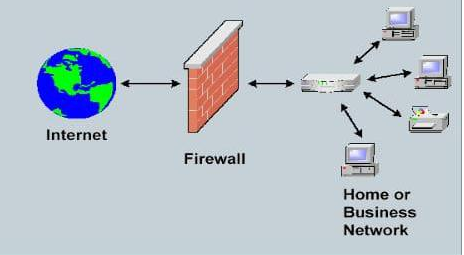 Internet
Firewall
Home or
Business
Network